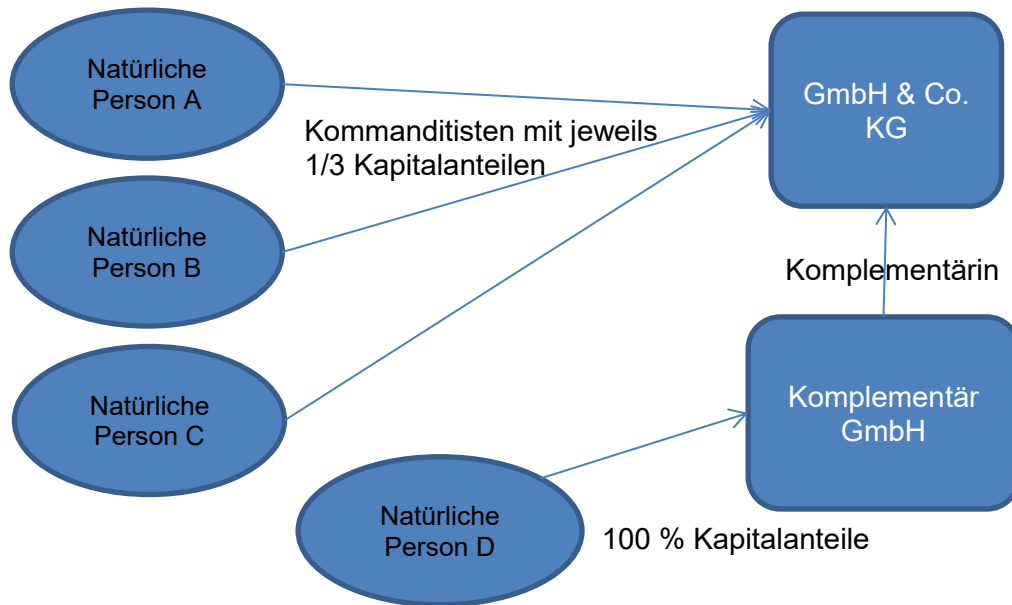 Natürliche
Person A
GmbH & Co.
KG
Kommanditisten mit jeweils
1/3 Kapitalanteilen
Natürliche
Person B
Komplementärin
Natürliche
Person C
Komplementär
GmbH
Natürliche
Person D
100 % Kapitalanteile